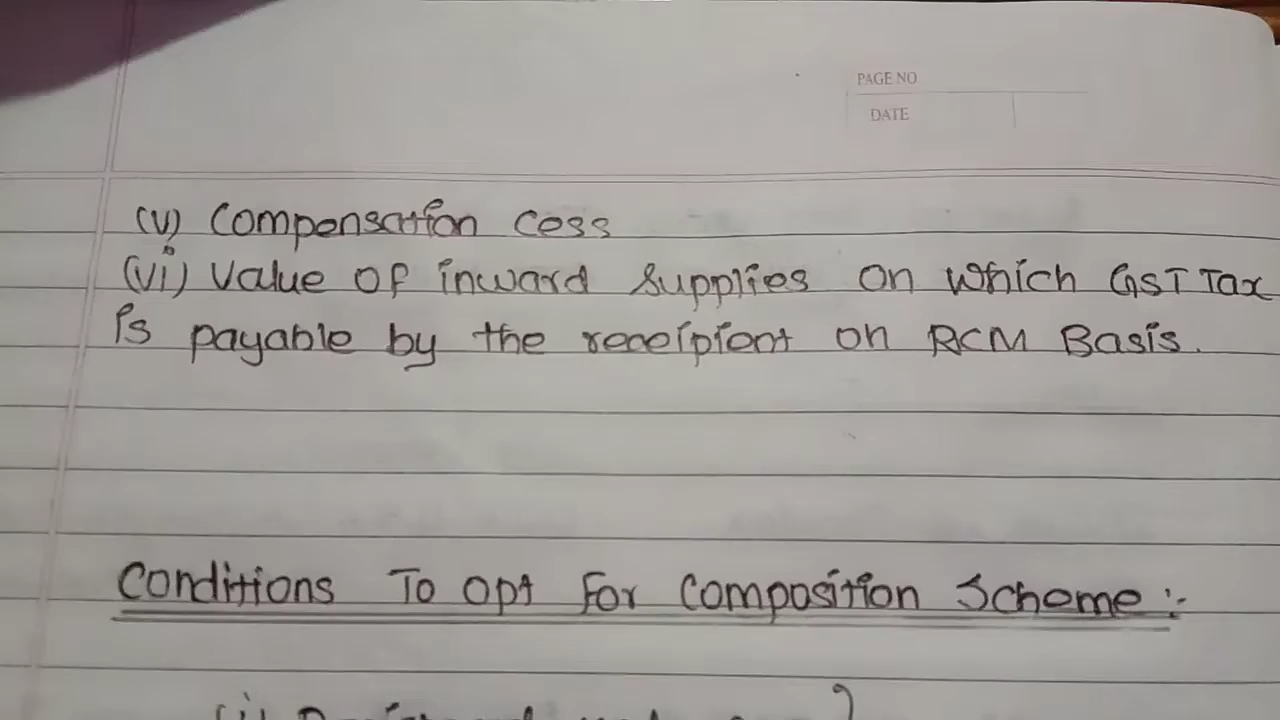 PAGE NO
DATE
(v) Compensation cess
(vi) Value of inward supplies on which GST Tax
is payable by the receipient on RCM Basis.
Conditions To opt For Composition Scheme :-
(i)